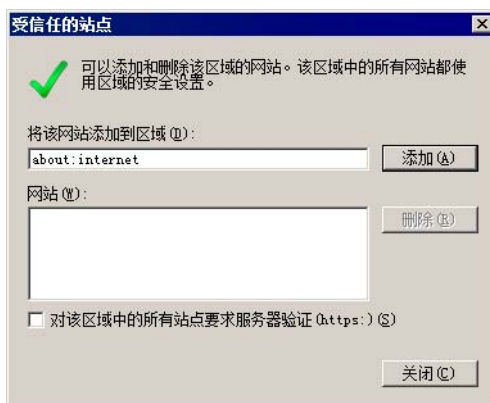 受信任的站点
可以添加和删除该区域的网站。该区域中的所有网站都使
用区域的安全设置。
将该网站添加到区域(D):
about:internet
添加(A)
网站(W):
删除(R)
对该区域中的所有站点要求服务器验证(https:)(S)
关闭(C)